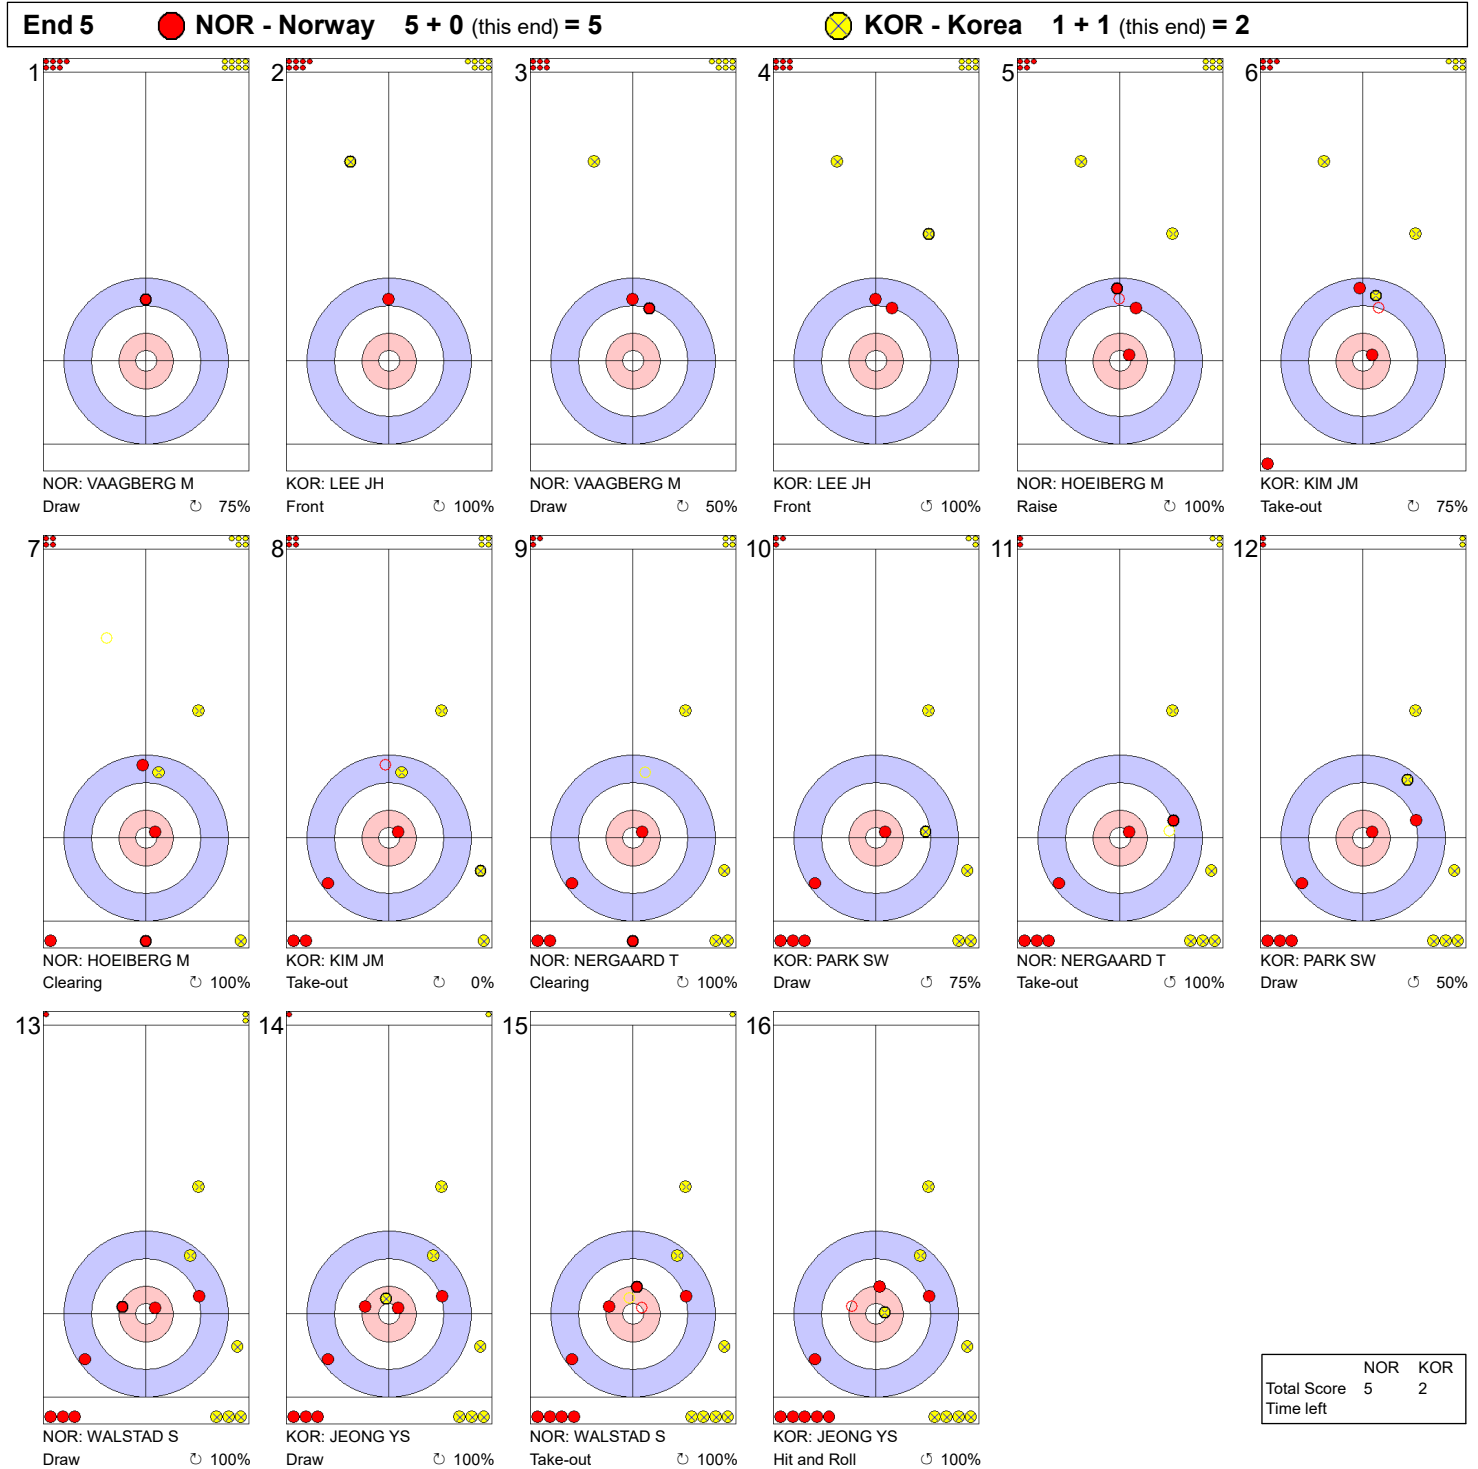 End 5 NOR - Norway 5 + 0 (this end) = 5 KOR - Korea 1 + 1 (this end) = 2
1 2 3 4 5 6
NOR: VAAGBERG M KOR: LEE JH NOR: VAAGBERG M KOR: LEE JH NOR: HOEIBERG M KOR: KIM JM
Draw ↻ 75% Front ↻ 100% Draw ↻ 50% Front ↺ 100% Raise ↻ 100% Take-out ↻ 75%
7 8 9 10 11 12
NOR: HOEIBERG M KOR: KIM JM NOR: NERGAARD T KOR: PARK SW NOR: NERGAARD T KOR: PARK SW
Clearing ↻ 100% Take-out ↻ 0% Clearing ↻ 100% Draw ↺ 75% Take-out ↺ 100% Draw ↺ 50%
13 14 15 16
NOR KOR
Total Score 5 2
Time left
NOR: WALSTAD S KOR: JEONG YS NOR: WALSTAD S KOR: JEONG YS
Draw ↻ 100% Draw ↻ 100% Take-out ↻ 100% Hit and Roll ↺ 100%